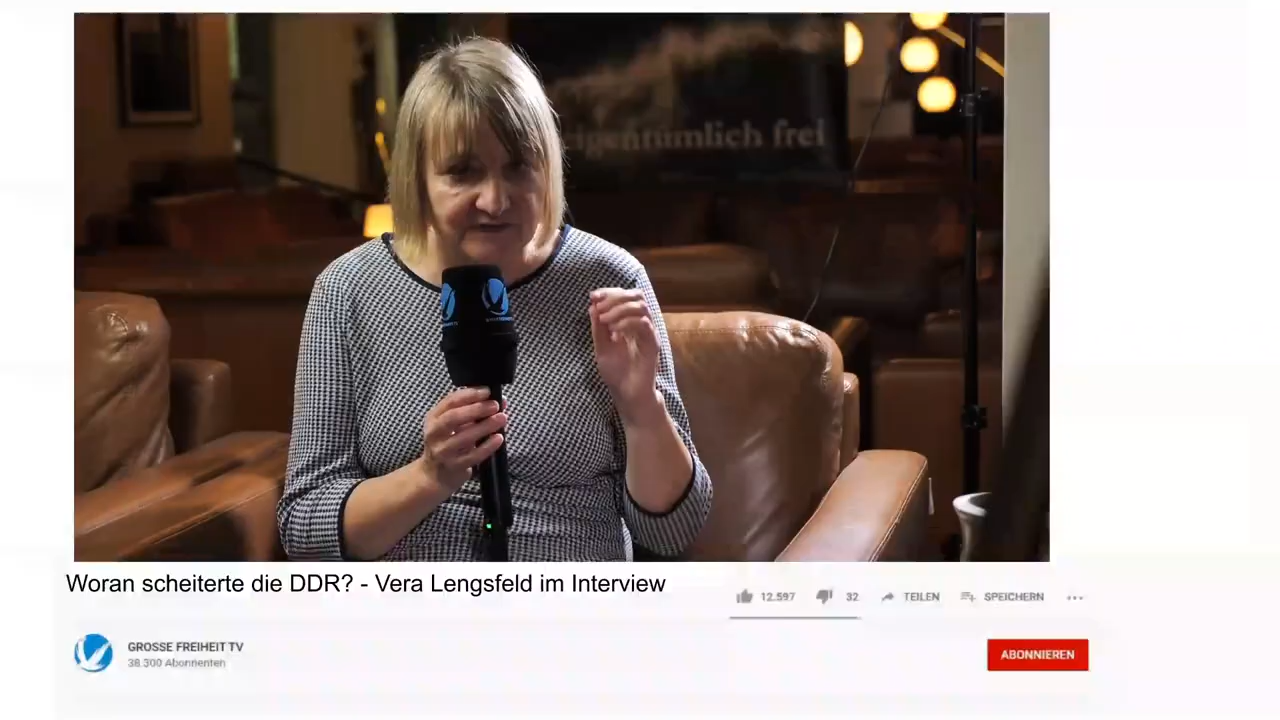 eigentümlich frei
Woran scheiterte die DDR? - Vera Lengsfeld im Interview
12.597 32 TEILEN SPEICHERN
GROSSE FREIHEIT TV
38.300 Abonnenten
ABONNIEREN